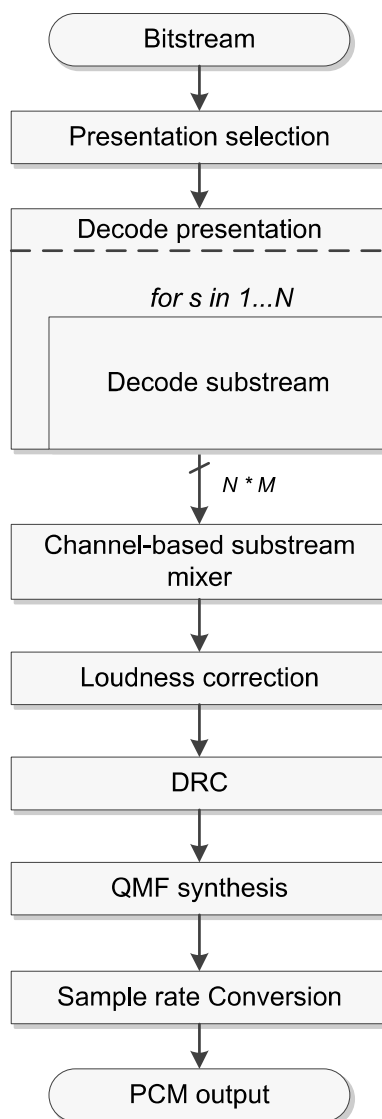 Bitstream
Presentation selection
Decode presentation
for s in 1...N
Decode substream
N * M
Channel-based substream
mixer
Loudness correction
DRC
QMF synthesis
Sample rate Conversion
PCM output